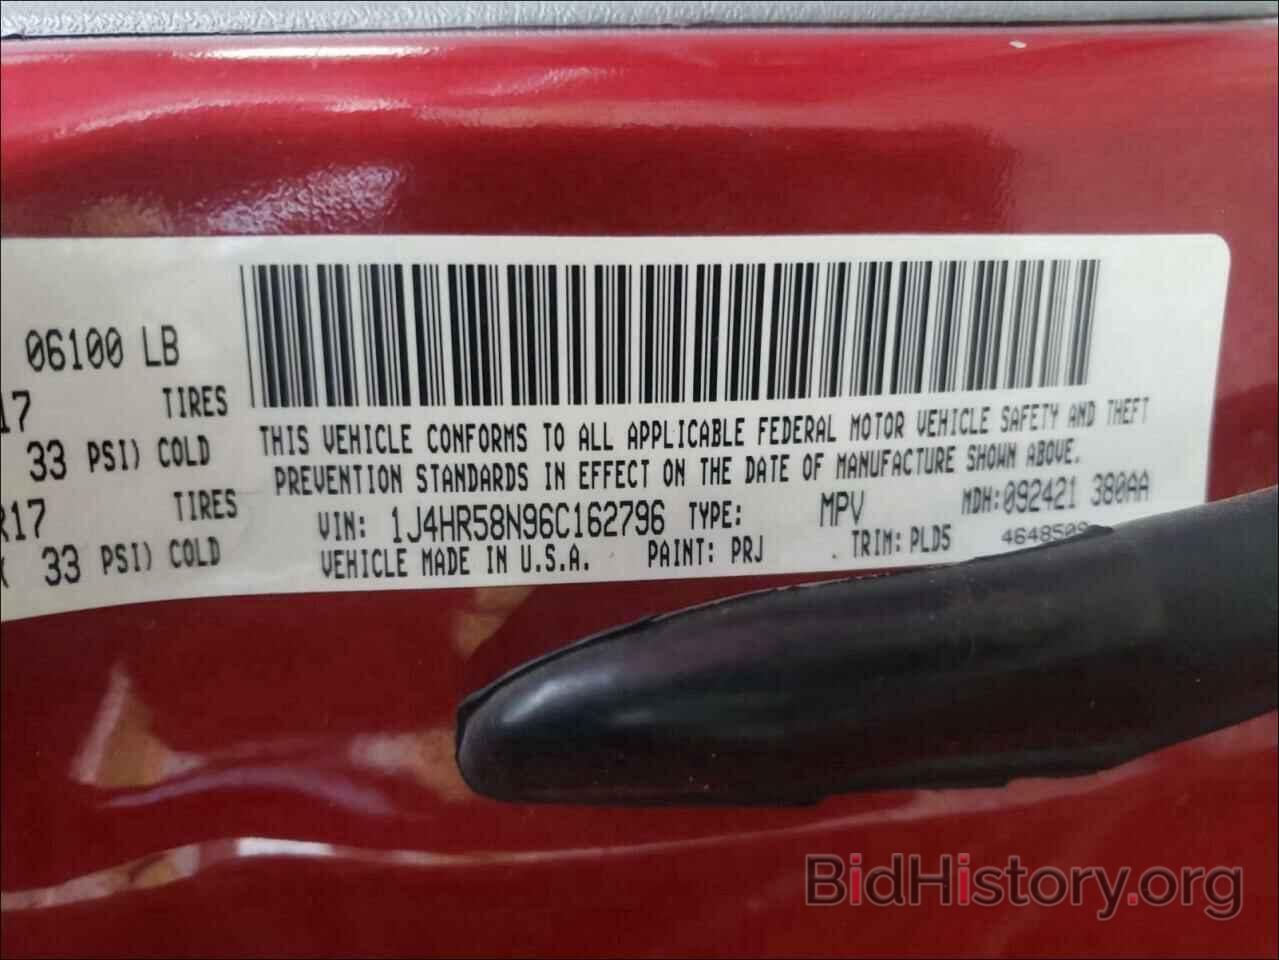 06100 LB
17 TIRES
33 PSI) COLD
R17 TIRES
33 PSI) COLD
THIS VEHICLE CONFORMS TO ALL APPLICABLE FEDERAL MOTOR VEHICLE SAFETY AND THEFT
PREVENTION STANDARDS IN EFFECT ON THE DATE OF MANUFACTURE SHOWN ABOVE.
VIN: 1J4HR58N96C162796 TYPE: MPV MDH: 092421 380AA
VEHICLE MADE IN U.S.A. PAINT: PRJ TRIM: PLD5 4648509
BidHistory.org